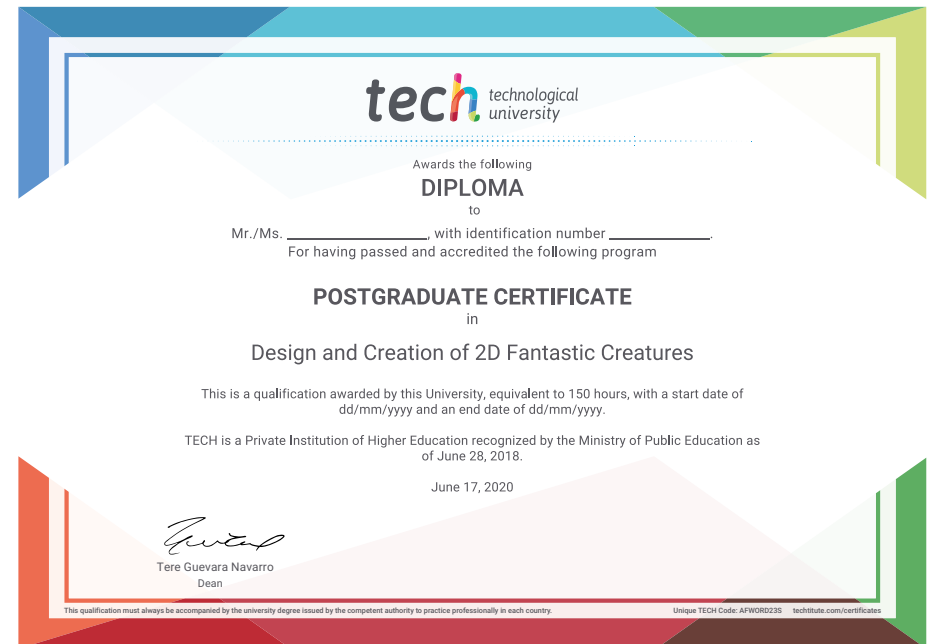 tech technological
university
Awards the following
DIPLOMA
to
Mr./Ms. ____________________, with identification number ______________.
For having passed and accredited the following program
POSTGRADUATE CERTIFICATE
in
Design and Creation of 2D Fantastic Creatures
This is a qualification awarded by this University, equivalent to 150 hours, with a start date of
dd/mm/yyyy and an end date of dd/mm/yyyy.
TECH is a Private Institution of Higher Education recognized by the Ministry of Public Education as
of June 28, 2018.
June 17, 2020
Tere Guevara Navarro
Dean
This qualification must always be accompanied by the university degree issued by the competent authority to practice professionally in each country. Unique TECH Code: AFWORD23S techtitute.com/certificates